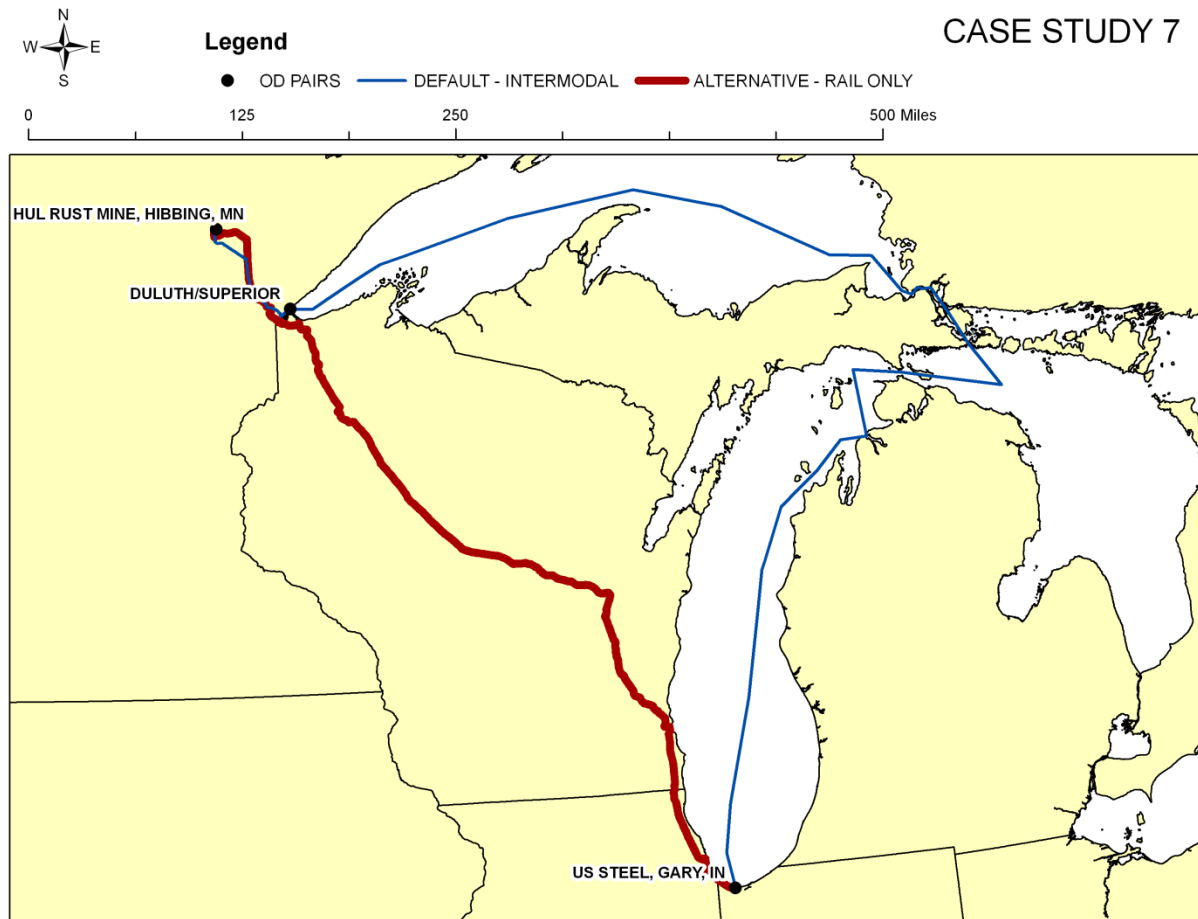 CASE STUDY 7
N
W E
S
Legend
OD PAIRS DEFAULT - INTERMODAL ALTERNATIVE - RAIL ONLY
0 125 250 500 Miles
HUL RUST MINE, HIBBING, MN
DULUTH/SUPERIOR
US STEEL, GARY, IN